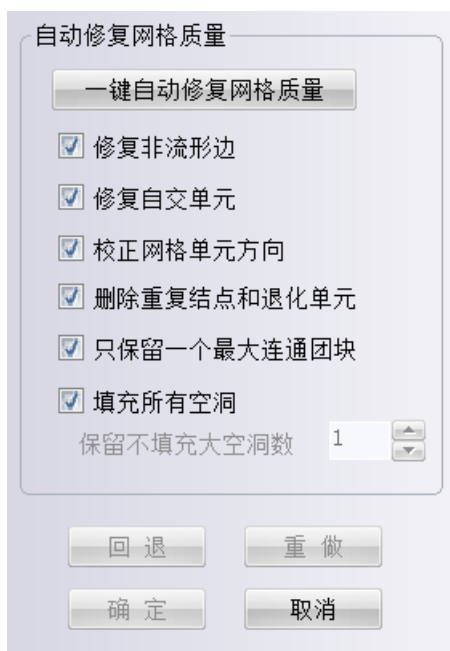 自动修复网格质量
一键自动修复网格质量
修复非流形边
修复自交单元
校正网格单元方向
删除重复结点和退化单元
只保留一个最大连通团块
填充所有空洞
保留不填充大空洞数 1
回 退 重 做
确 定 取消